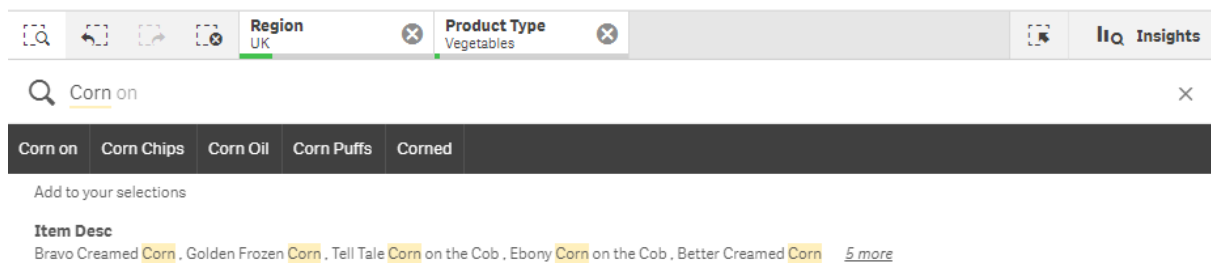 Region
UK
Product Type
Vegetables
Insights
Corn on
Corn on Corn Chips Corn Oil Corn Puffs Corned
Add to your selections
Item Desc
Bravo Creamed Corn , Golden Frozen Corn , Tell Tale Corn on the Cob , Ebony Corn on the Cob , Better Creamed Corn 5 more